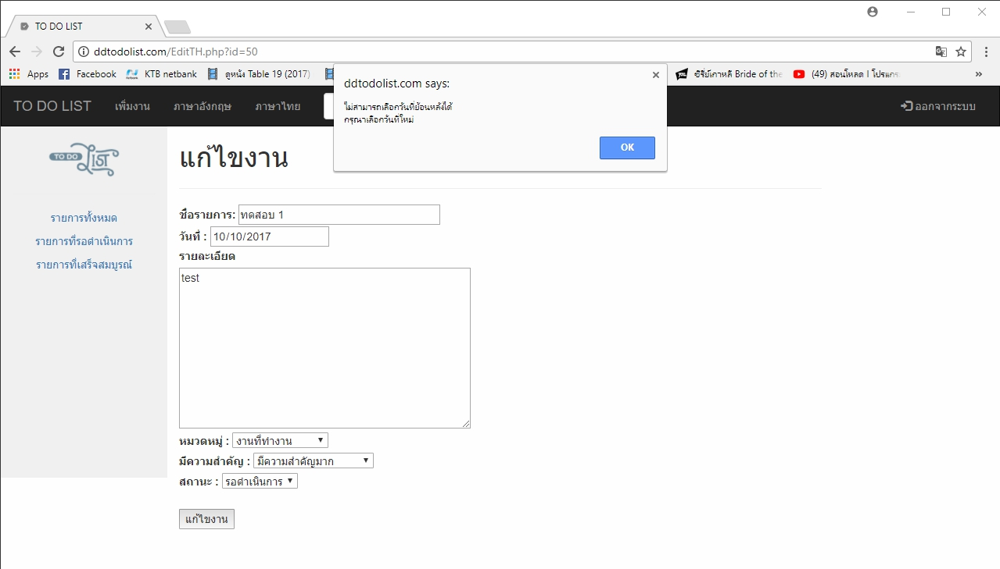 TO DO LIST
ddtodolist.com/EditTH.php?id=50
Apps Facebook KTB netbank ดูหนัง Table 19 (2017) ซีรี่ย์เกาหลี Bride of the (49) สอนโหลด l โปรแกร »
ddtodolist.com says:
ไม่สามารถเลือกวันที่ย้อนหลังได้
กรุณาเลือกวันที่ใหม่
OK
TO DO LIST เพิ่มงาน ภาษาอังกฤษ ภาษาไทย ออกจากระบบ
TO DO LIST
รายการทั้งหมด
รายการที่รอดำเนินการ
รายการที่เสร็จสมบูรณ์
แก้ไขงาน
ชื่อรายการ: ทดสอบ 1
วันที่ : 10/10/2017
รายละเอียด
test
หมวดหมู่ : งานที่ทำงาน
มีความสำคัญ : มีความสำคัญมาก
สถานะ : รอดำเนินการ
แก้ไขงาน